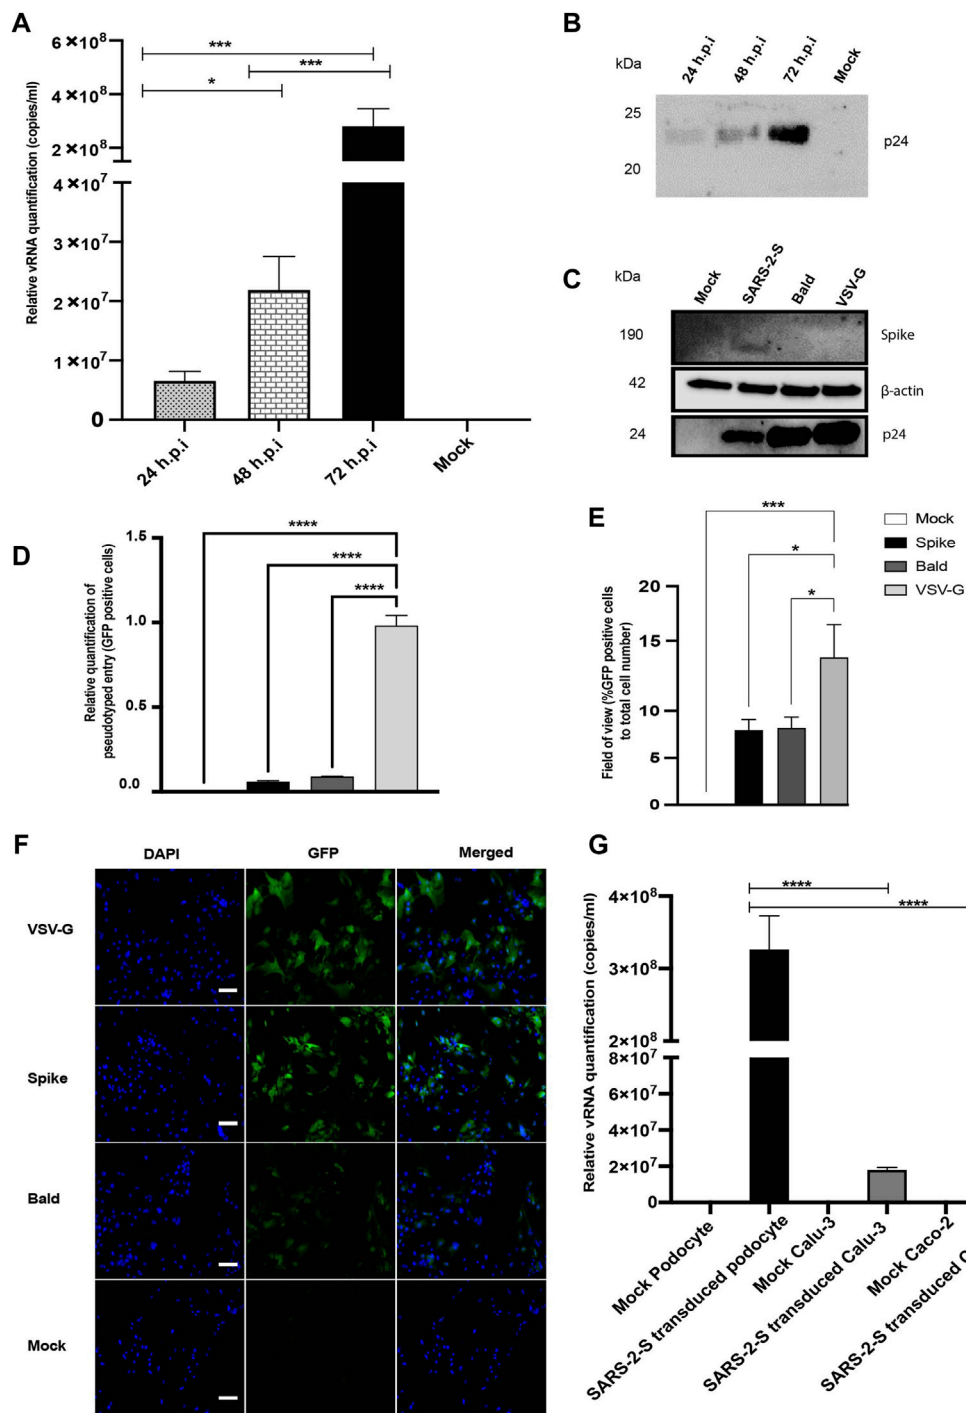 A
Relative vRNA quantification (copies/ml)
6×10⁸
4×10⁸
2×10⁸
4×10⁷
3×10⁷
2×10⁷
1×10⁷
0
***
***
*
24 h.p.i
48 h.p.i
72 h.p.i
Mock
B
kDa
24 h.p.i
48 h.p.i
72 h.p.i
Mock
25
20
p24
C
kDa
Mock
SARS-2-S
Bald
VSV-G
190
Spike
42
β-actin
24
p24
D
Relative quantification of
pseudotyped entry (GFP positive cells)
1.5
1.0
0.5
0.0
****
****
****
E
Field of view (%GFP positive cells
to total cell number)
20
15
10
5
0
***
*
*
Mock
Spike
Bald
VSV-G
F
DAPI
GFP
Merged
VSV-G
Spike
Bald
Mock
G
Relative vRNA quantification (copies/ml)
4×10⁸
3×10⁸
2×10⁸
8×10⁷
6×10⁷
4×10⁷
2×10⁷
0
****
****
Mock Podocyte
SARS-2-S transduced podocyte
Mock Calu-3
SARS-2-S transduced Calu-3
Mock Caco-2
SARS-2-S transduced